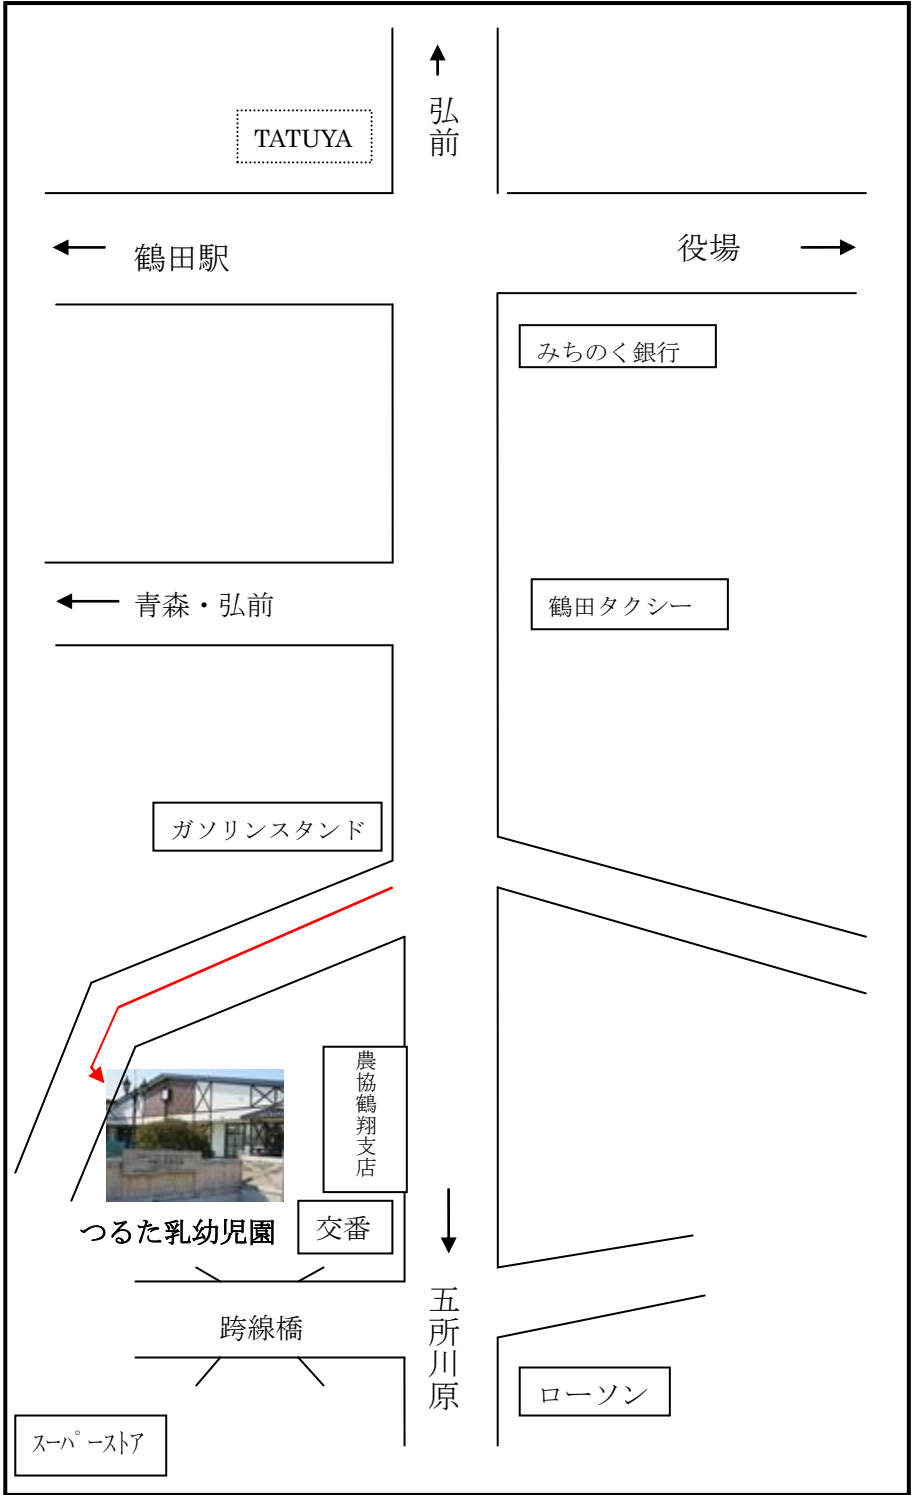 弘前
TATUYA
鶴田駅
役場
みちのく銀行
青森・弘前
鶴田タクシー
ガソリンスタンド
農協鶴翔支店
つるた乳幼児園
交番
五所川原
跨線橋
ローソン
スーパーストア